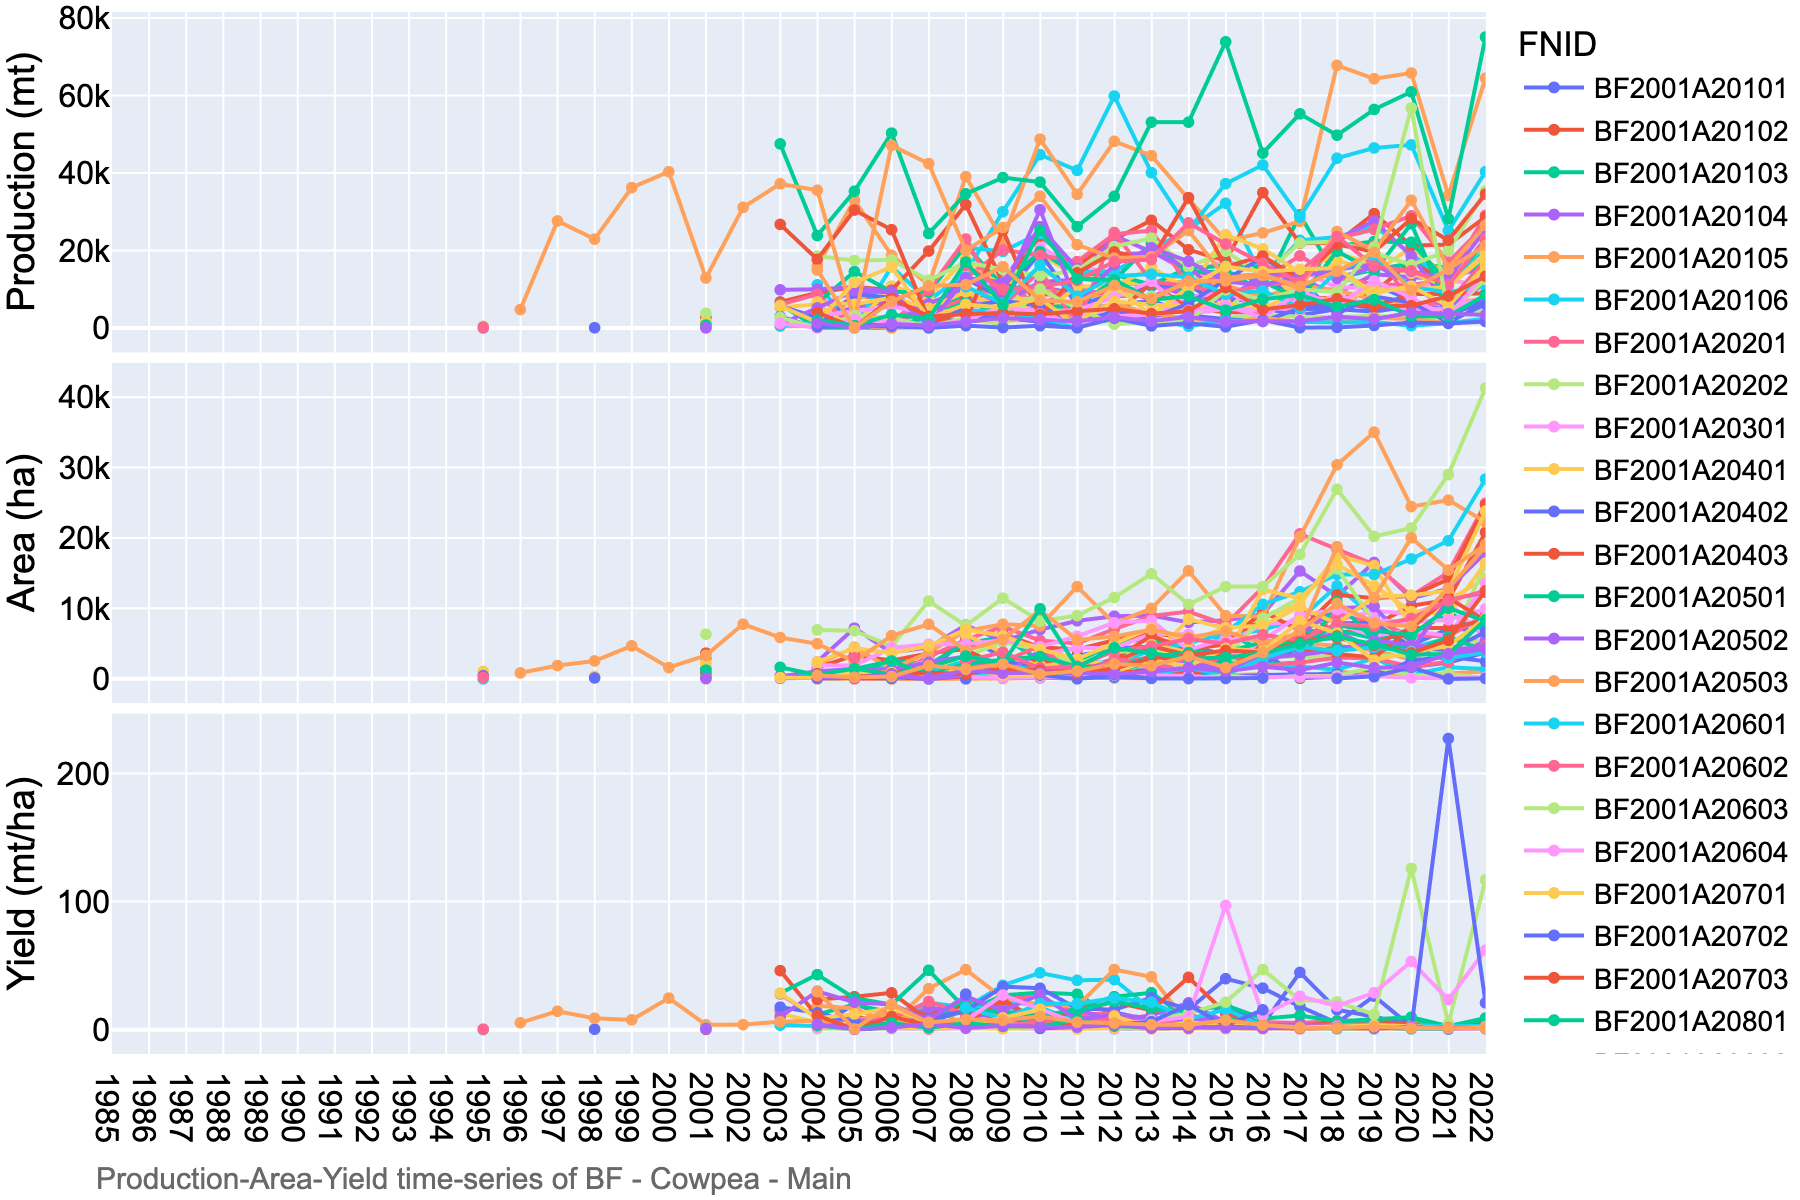 Production (mt)
80k
60k
40k
20k
0
Area (ha)
40k
30k
20k
10k
0
Yield (mt/ha)
200
100
0
1985
1986
1987
1988
1989
1990
1991
1992
1993
1994
1995
1996
1997
1998
1999
2000
2001
2002
2003
2004
2005
2006
2007
2008
2009
2010
2011
2012
2013
2014
2015
2016
2017
2018
2019
2020
2021
2022
FNID
BF2001A20101
BF2001A20102
BF2001A20103
BF2001A20104
BF2001A20105
BF2001A20106
BF2001A20201
BF2001A20202
BF2001A20301
BF2001A20401
BF2001A20402
BF2001A20403
BF2001A20501
BF2001A20502
BF2001A20503
BF2001A20601
BF2001A20602
BF2001A20603
BF2001A20604
BF2001A20701
BF2001A20702
BF2001A20703
BF2001A20801
Production-Area-Yield time-series of BF - Cowpea - Main